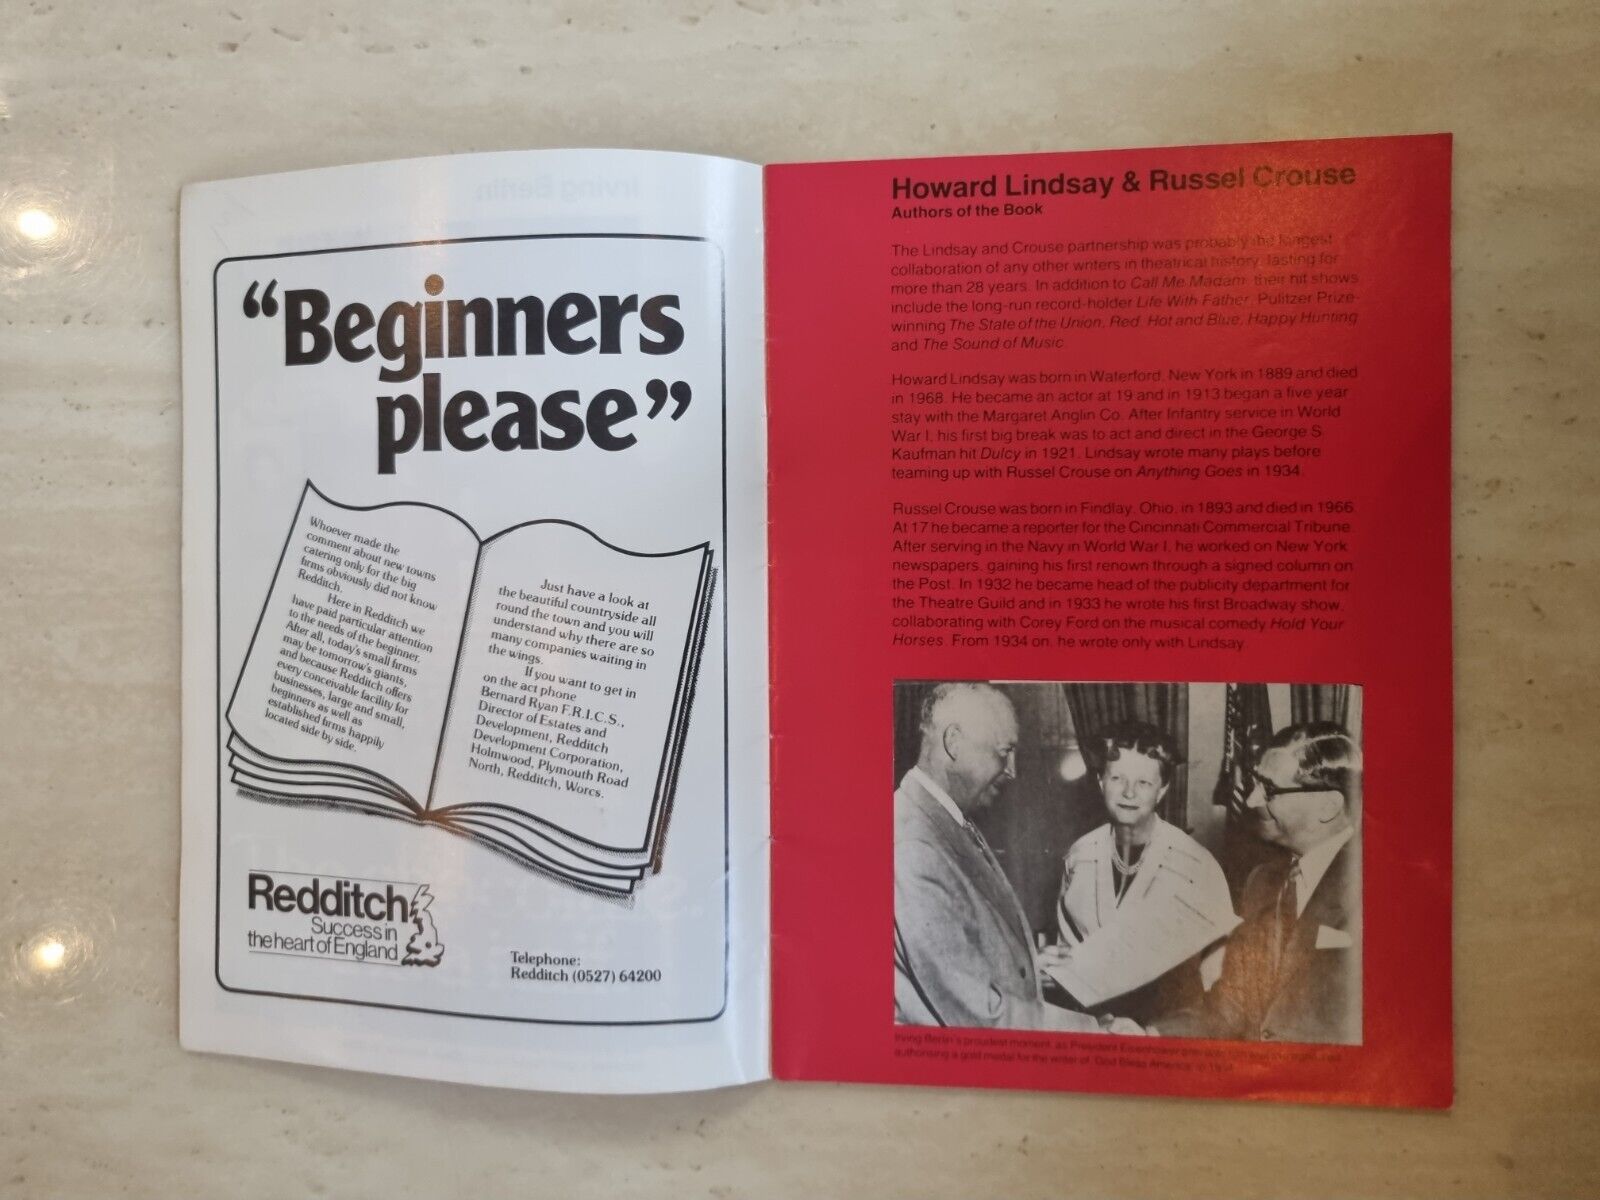 “Beginners
please”
Whoever made the
comment about new towns
catering only for the big
firms obviously did not know
Redditch.
Here in Redditch we
have paid particular attention
to the needs of the beginner.
After all, today's small firms
may be tomorrow's giants,
and because Redditch offers
every conceivable facility for
businesses, large and small,
beginners as well as
established firms happily
located side by side.
Just have a look at
the beautiful countryside all
round the town and you will
understand why there are so
many companies waiting in
the wings.
If you want to get in
on the act phone
Bernard Ryan F.R.I.C.S.,
Director of Estates and
Development, Redditch
Development Corporation,
Holmwood, Plymouth Road
North, Redditch, Worcs.
Redditch
Success in
the heart of England
Telephone:
Redditch (0527) 64200
Howard Lindsay & Russel Crouse
Authors of the Book
The Lindsay and Crouse partnership was probably the longest
collaboration of any other writers in theatrical history, lasting for
more than 28 years. In addition to Call Me Madam, their hit shows
include the long-run record-holder Life With Father, Pulitzer Prize-
winning The State of the Union, Red, Hot and Blue, Happy Hunting
and The Sound of Music.
Howard Lindsay was born in Waterford, New York in 1889 and died
in 1968. He became an actor at 19 and in 1913 began a five year
stay with the Margaret Anglin Co. After Infantry service in World
War I, his first big break was to act and direct in the George S.
Kaufman hit Dulcy in 1921. Lindsay wrote many plays before
teaming up with Russel Crouse on Anything Goes in 1934.
Russel Crouse was born in Findlay, Ohio, in 1893 and died in 1966.
At 17 he became a reporter for the Cincinnati Commercial Tribune.
After serving in the Navy in World War I, he worked on New York
newspapers, gaining his first renown through a signed column on
the Post. In 1932 he became head of the publicity department for
the Theatre Guild and in 1933 he wrote his first Broadway show,
collaborating with Corey Ford on the musical comedy Hold Your
Horses. From 1934 on, he wrote only with Lindsay.
Irving Berlin's proudest moment, as President Eisenhower
authorising a gold medal for the writer of 'God Bless America' in